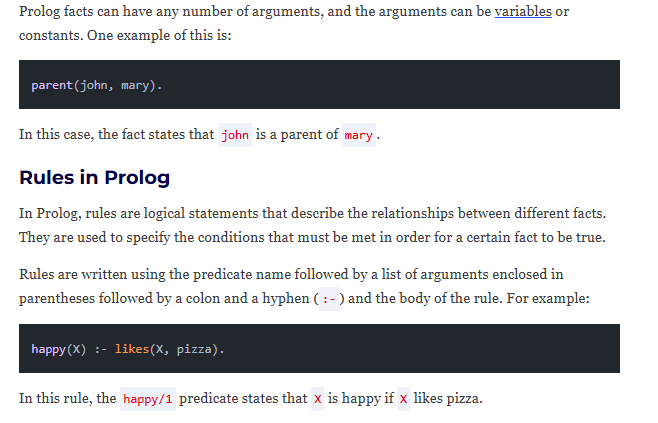 Prolog facts can have any number of arguments, and the arguments can be variables or
constants. One example of this is:
parent(john, mary).
In this case, the fact states that john is a parent of mary.
Rules in Prolog
In Prolog, rules are logical statements that describe the relationships between different facts.
They are used to specify the conditions that must be met in order for a certain fact to be true.
Rules are written using the predicate name followed by a list of arguments enclosed in
parentheses followed by a colon and a hyphen ( :- ) and the body of the rule. For example:
happy(X) :- likes(X, pizza).
In this rule, the happy/1 predicate states that X is happy if X likes pizza.